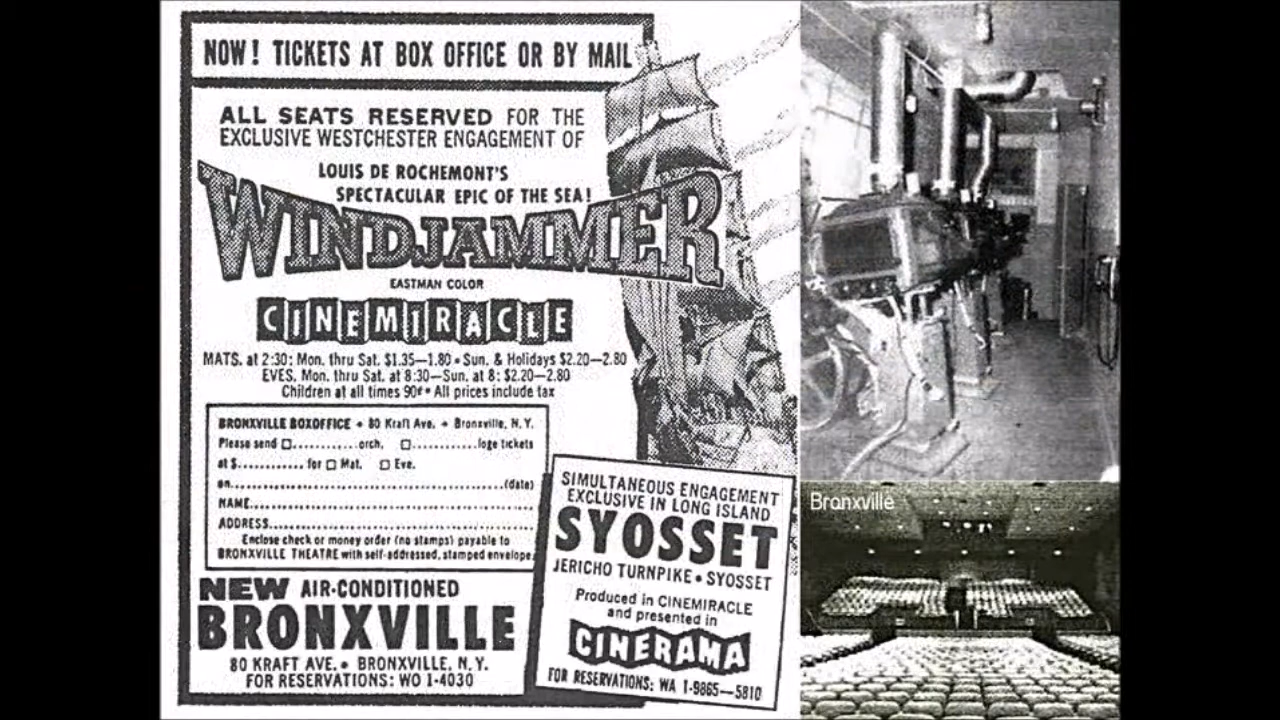 NOW! TICKETS AT BOX OFFICE OR BY MAIL
ALL SEATS RESERVED FOR THE
EXCLUSIVE WESTCHESTER ENGAGEMENT OF
LOUIS DE ROCHEMONT'S
SPECTACULAR EPIC OF THE SEA!
WINDJAMMER
EASTMAN COLOR
CINEMIRACLE
MATS. at 2:30: Mon. thru Sat. $1.35—1.80 • Sun. & Holidays $2.20—2.80
EVES. Mon. thru Sat. at 8:30—Sun. at 8: $2.20—2.80
Children at all times 90¢ • All prices include tax
BRONXVILLE BOXOFFICE • 80 Kraft Ave. • Bronxville, N. Y.
Please send □............orch. □............loge tickets
at $............ for □ Mat. □ Eve.
on..................................................(date)
NAME..................................................
ADDRESS..................................................
Enclose check or money order (no stamps) payable to
BRONXVILLE THEATRE with self-addressed, stamped envelope.
NEW AIR-CONDITIONED
BRONXVILLE
80 KRAFT AVE. • BRONXVILLE, N. Y.
FOR RESERVATIONS: WO 1-4030
SIMULTANEOUS ENGAGEMENT
EXCLUSIVE IN LONG ISLAND
SYOSSET
JERICHO TURNPIKE • SYOSSET
Produced in CINEMIRACLE
and presented in
CINERAMA
FOR RESERVATIONS: WA 1-9865—5810
Bronxville